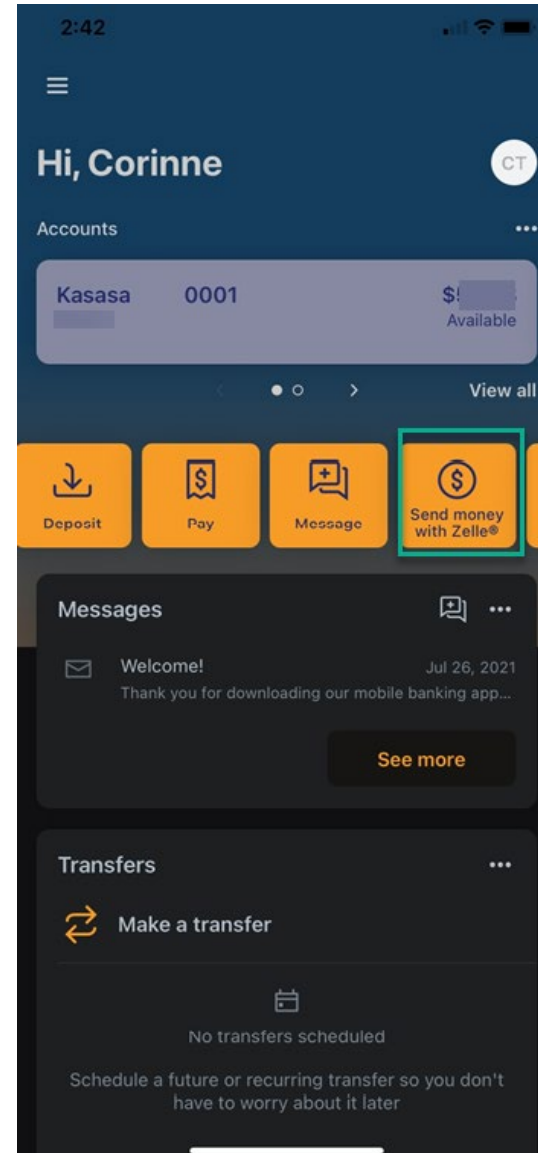 2:42
Hi, Corinne
CT
Accounts
Kasasa 0001 $
Available
View all
Deposit
Pay
Message
Send money
with Zelle®
Messages
Welcome! Jul 26, 2021
Thank you for downloading our mobile banking app...
See more
Transfers
Make a transfer
No transfers scheduled
Schedule a future or recurring transfer so you don't
have to worry about it later